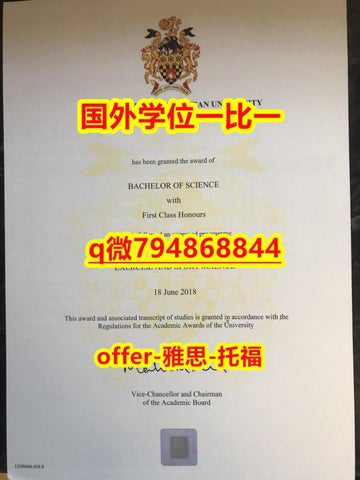 UNIVERSITY
国外学位一比一
has been granted the award of
BACHELOR OF SCIENCE
with
First Class Honours
q微794868844
EXERCISE AND SPORT SCIENCE
18 June 2018
This award and associated transcript of studies is granted in accordance with the
Regulations for the Academic Awards of the University
offer-雅思-托福
Vice-Chancellor and Chairman
of the Academic Board